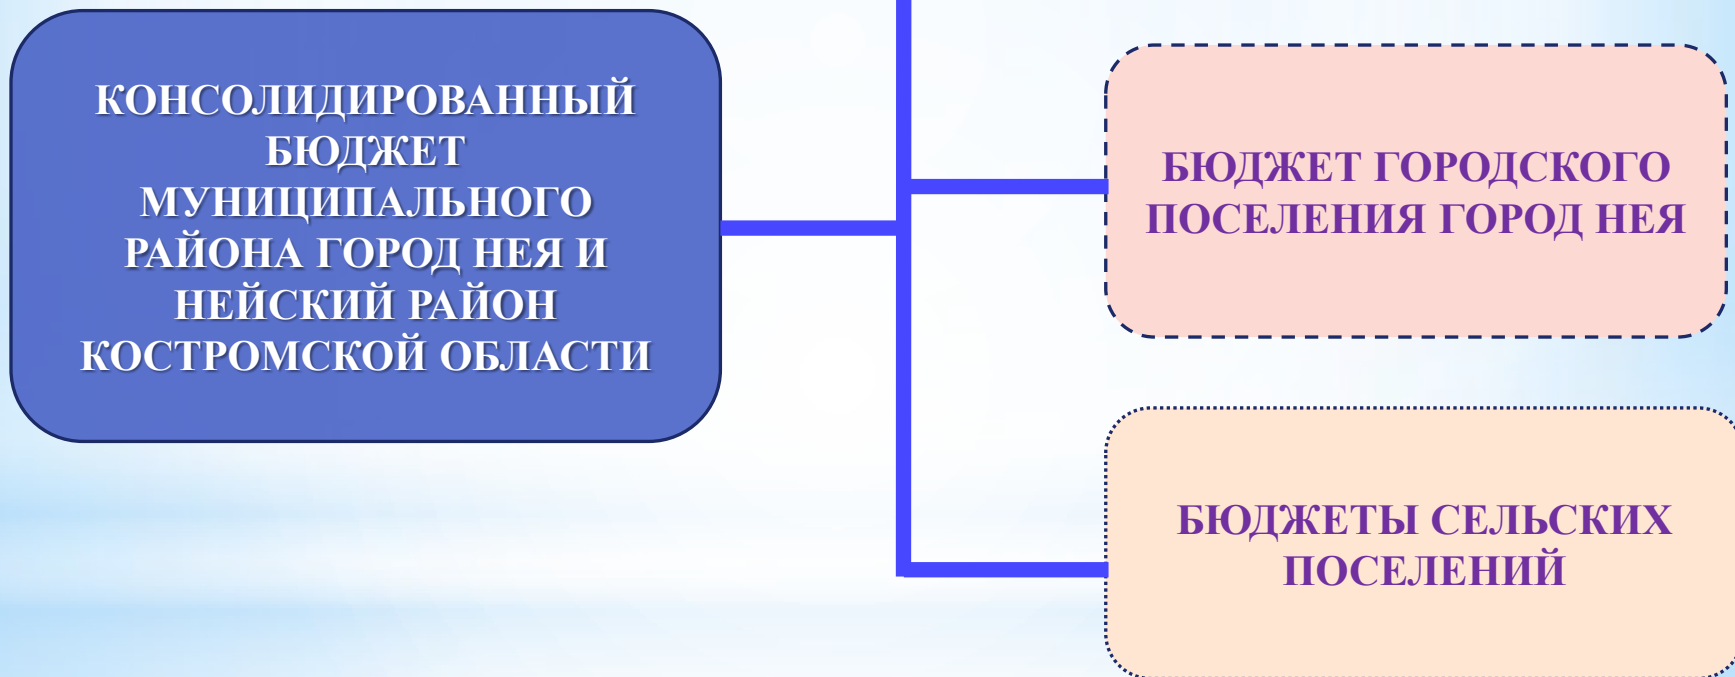 КОНСОЛИДИРОВАННЫЙ
БЮДЖЕТ
МУНИЦИПАЛЬНОГО
РАЙОНА ГОРОД НЕЯ И
НЕЙСКИЙ РАЙОН
КОСТРОМСКОЙ ОБЛАСТИ
БЮДЖЕТ ГОРОДСКОГО
ПОСЕЛЕНИЯ ГОРОД НЕЯ
БЮДЖЕТЫ СЕЛЬСКИХ
ПОСЕЛЕНИЙ